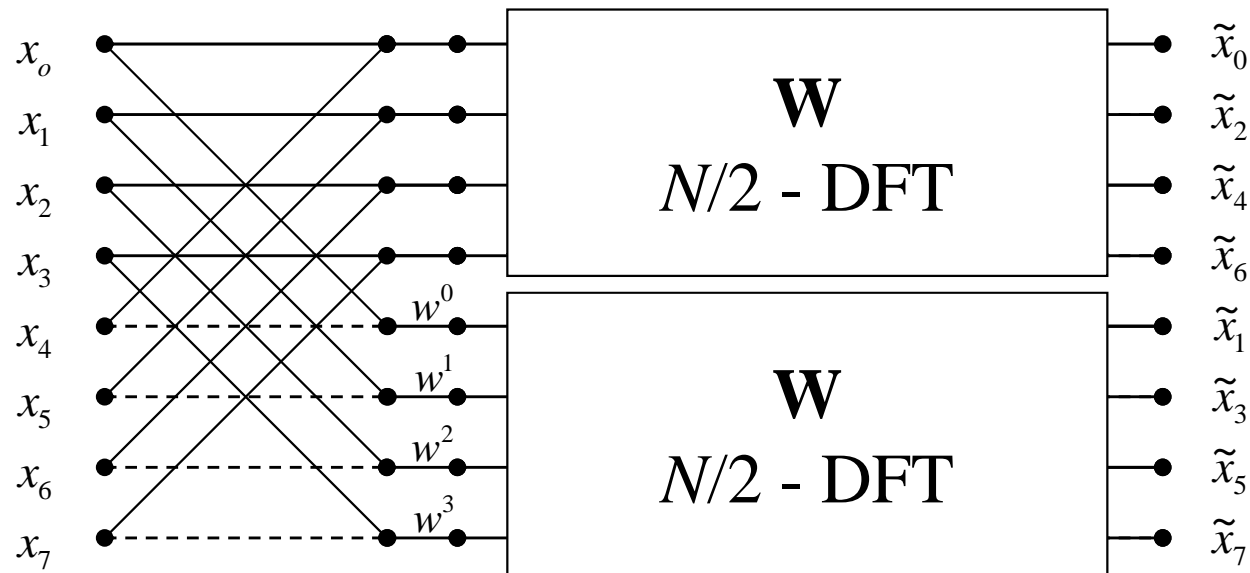 x_o
x_1
x_2
x_3
x_4
x_5
x_6
x_7
w^0
w^1
w^2
w^3
W
N/2 - DFT
W
N/2 - DFT
x̃_0
x̃_2
x̃_4
x̃_6
x̃_1
x̃_3
x̃_5
x̃_7